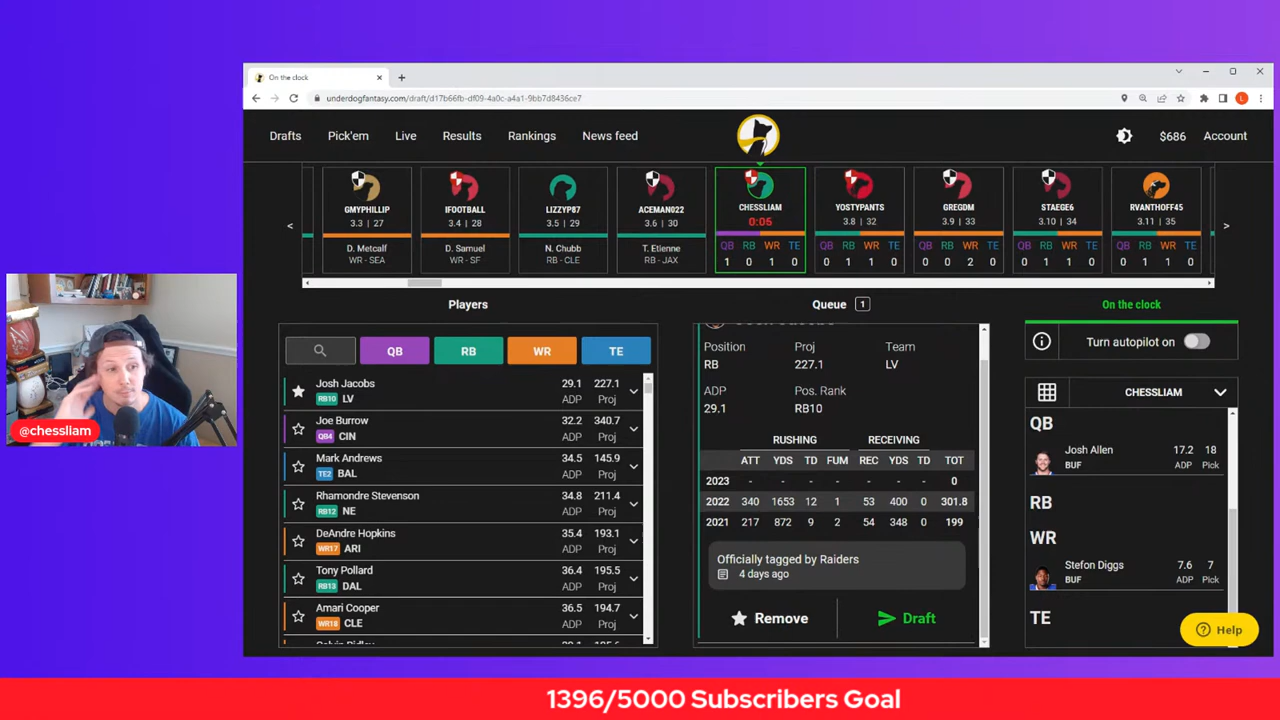 On the clock
underdogfantasy.com/draft/d17b66fb-df09-4a0c-a4a1-9bb7d8436ce7
L
Drafts Pick'em Live Results Rankings News feed $686 Account
< GMYPHILLIP 3.3 | 27 D. Metcalf WR - SEA
IFOOTBALL 3.4 | 28 D. Samuel WR - SF
LIZZYP87 3.5 | 29 N. Chubb RB - CLE
ACEMAN022 3.6 | 30 T. Etienne RB - JAX
CHESSLIAM 0:05 QB RB WR TE 1 0 1 0
YOSTYPANTS 3.8 | 32 QB RB WR TE 0 1 1 0
GREGDM 3.9 | 33 QB RB WR TE 0 0 2 0
STAEGE6 3.10 | 34 QB RB WR TE 0 1 1 0
RVANTHOFF45 3.11 | 35 QB RB WR TE 0 1 1 0 >
Players
QB RB WR TE
Josh Jacobs 29.1 227.1
RB10 LV ADP Proj
Joe Burrow 32.2 340.7
QB4 CIN ADP Proj
Mark Andrews 34.5 145.9
TE2 BAL ADP Proj
Rhamondre Stevenson 34.8 211.4
RB12 NE ADP Proj
DeAndre Hopkins 35.4 193.1
WR17 ARI ADP Proj
Tony Pollard 36.4 195.5
RB13 DAL ADP Proj
Amari Cooper 36.5 194.7
WR18 CLE ADP Proj
Queue 1
Position Proj Team
RB 227.1 LV
ADP Pos. Rank
29.1 RB10
RUSHING RECEIVING
ATT YDS TD FUM REC YDS TD TOT
2023 - - - - - - - 0
2022 340 1653 12 1 53 400 0 301.8
2021 217 872 9 2 54 348 0 199
Officially tagged by Raiders
4 days ago
Remove Draft
On the clock
Turn autopilot on
CHESSLIAM
QB
Josh Allen 17.2 18
BUF ADP Pick
RB
WR
Stefon Diggs 7.6 7
BUF ADP Pick
TE
Help
@chessliam
1396/5000 Subscribers Goal